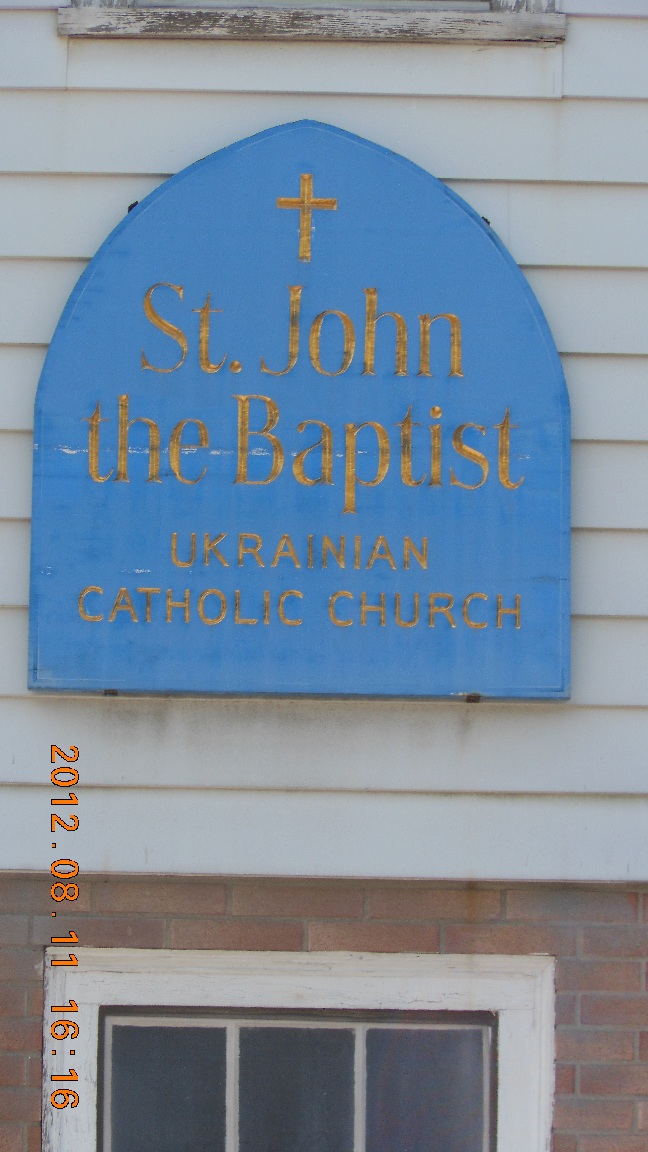 St. John
the Baptist
UKRAINIAN
CATHOLIC CHURCH
2012.08.11 16:16